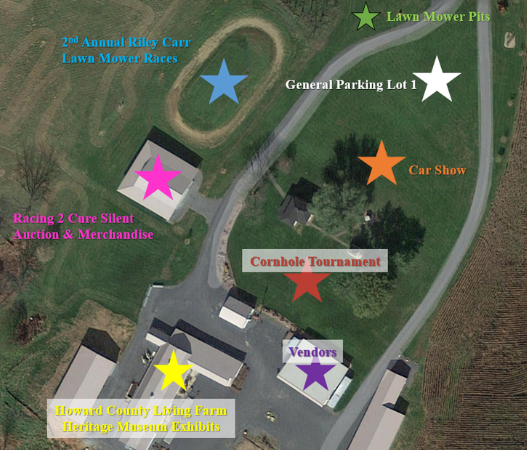 Lawn Mower Pits
2nd Annual Riley Carr
Lawn Mower Races
General Parking Lot 1
Car Show
Racing 2 Cure Silent
Auction & Merchandise
Cornhole Tournament
Vendors
Howard County Living Farm
Heritage Museum Exhibits